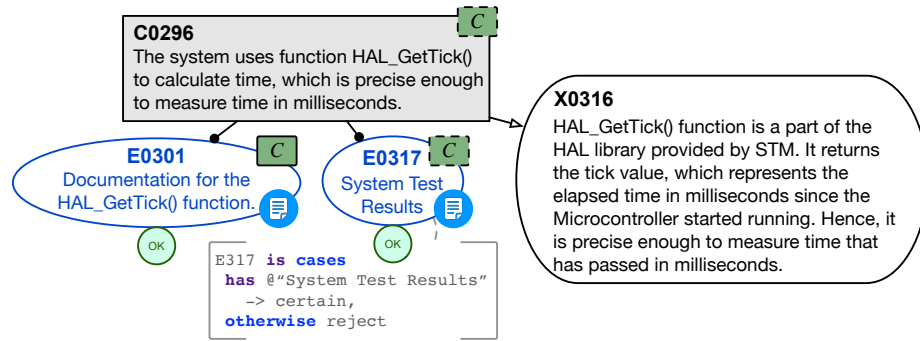 C
C0296
The system uses function HAL_GetTick()
to calculate time, which is precise enough
to measure time in milliseconds.
X0316
HAL_GetTick() function is a part of the
HAL library provided by STM. It returns
the tick value, which represents the
elapsed time in milliseconds since the
Microcontroller started running. Hence, it
is precise enough to measure time that
has passed in milliseconds.
C
E0301
Documentation for the
HAL_GetTick() function.
OK
C
E0317
System Test
Results
OK
E317 is cases
has @“System Test Results”
-> certain,
otherwise reject